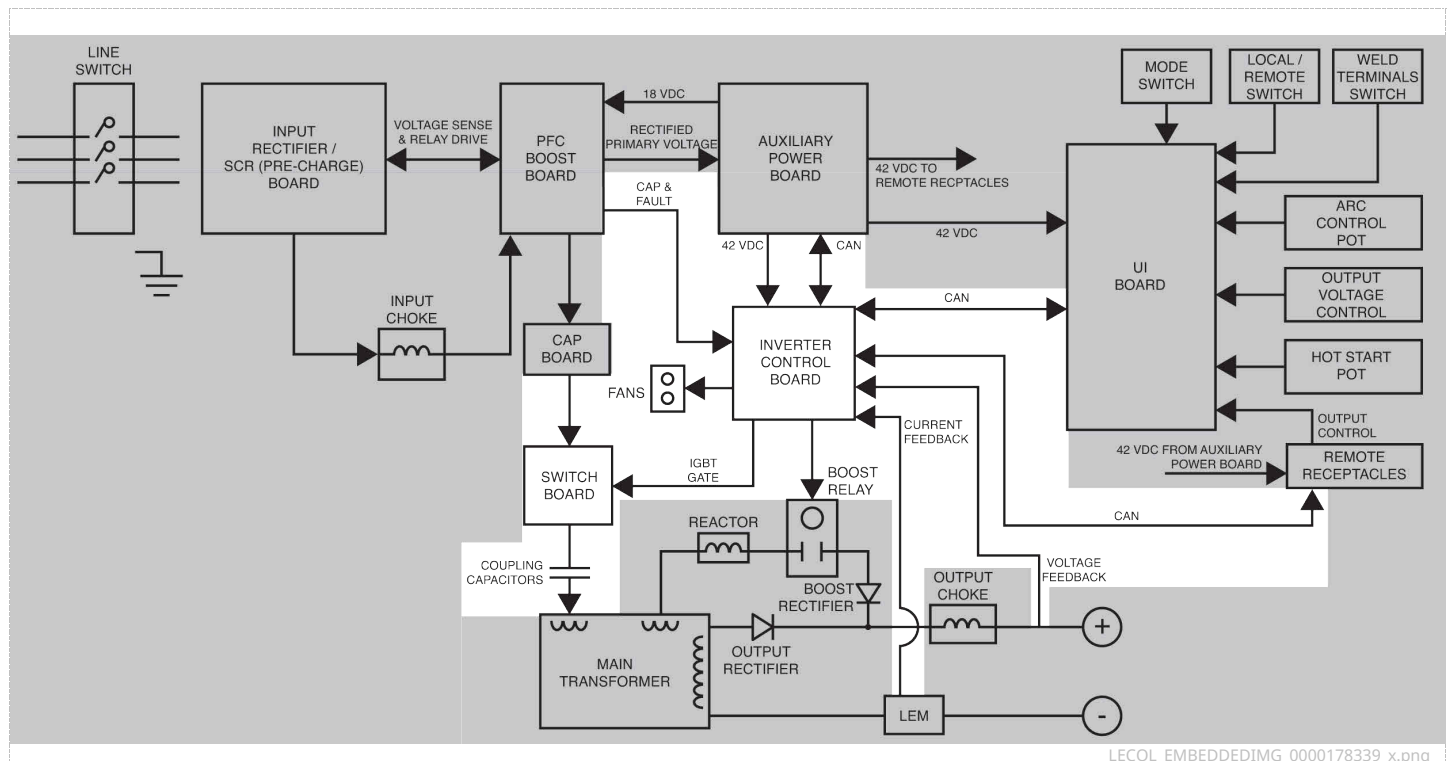 LINE
SWITCH
INPUT
RECTIFIER /
SCR (PRE-CHARGE)
BOARD
VOLTAGE SENSE
& RELAY DRIVE
PFC
BOOST
BOARD
18 VDC
RECTIFIED
PRIMARY VOLTAGE
AUXILIARY
POWER
BOARD
42 VDC TO
REMOTE RECPTACLES
42 VDC
MODE
SWITCH
LOCAL /
REMOTE
SWITCH
WELD
TERMINALS
SWITCH
UI
BOARD
ARC
CONTROL
POT
OUTPUT
VOLTAGE
CONTROL
HOT START
POT
OUTPUT
CONTROL
42 VDC FROM AUXILIARY
POWER BOARD
REMOTE
RECEPTACLES
CAP &
FAULT
42 VDC
CAN
CAN
INPUT
CHOKE
CAP
BOARD
INVERTER
CONTROL
BOARD
FANS
CURRENT
FEEDBACK
IGBT
GATE
SWITCH
BOARD
BOOST
RELAY
CAN
REACTOR
COUPLING
CAPACITORS
BOOST
RECTIFIER
VOLTAGE
FEEDBACK
OUTPUT
CHOKE
+
OUTPUT
RECTIFIER
MAIN
TRANSFORMER
LEM
-
LECOL_EMBEDDEDIMG_0000178339_x.png